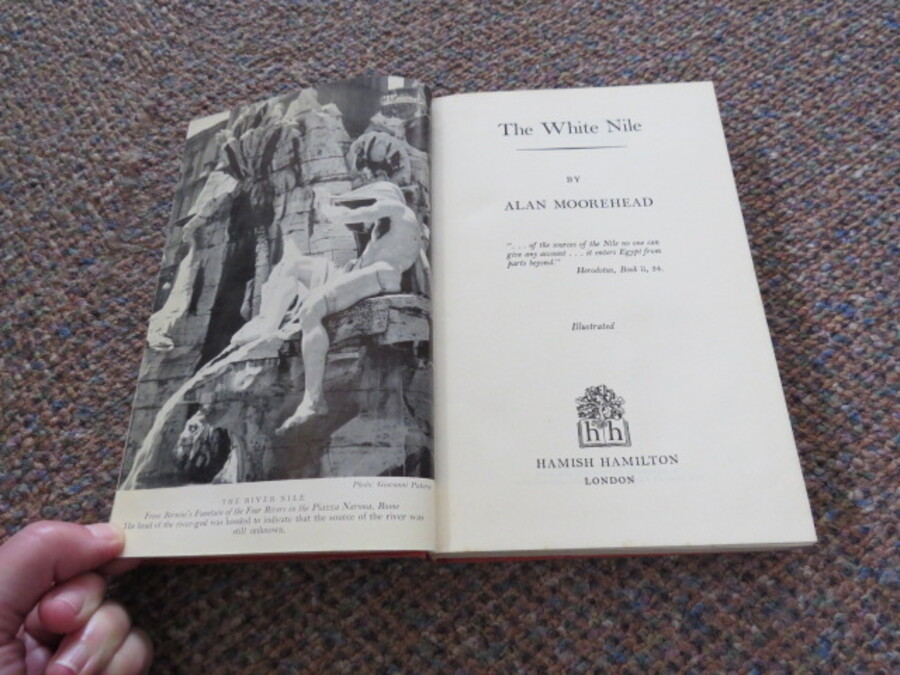 Photo: Giovanni
THE RIVER NILE
From Bernini's Fountain of the Four Rivers in the Piazza Navona, Rome
The head of the river-god was hooded to indicate that the source of the river was
still unknown.
The White Nile
BY
ALAN MOOREHEAD
". . . of the sources of the Nile no one can
give any account . . . it enters Egypt from
parts beyond."
Herodotus, Book ii, 34.
Illustrated
hh
HAMISH HAMILTON
LONDON